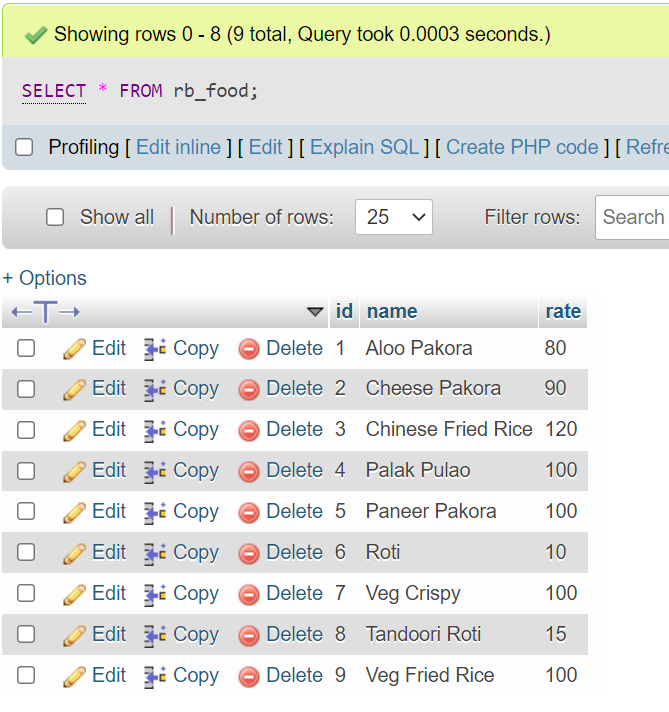 Showing rows 0 - 8 (9 total, Query took 0.0003 seconds.)
SELECT * FROM rb_food;
Profiling [ Edit inline ] [ Edit ] [ Explain SQL ] [ Create PHP code ] [ Refre
Show all | Number of rows: 25 Filter rows: Search
+ Options
←T→ id name rate
Edit Copy Delete 1 Aloo Pakora 80
Edit Copy Delete 2 Cheese Pakora 90
Edit Copy Delete 3 Chinese Fried Rice 120
Edit Copy Delete 4 Palak Pulao 100
Edit Copy Delete 5 Paneer Pakora 100
Edit Copy Delete 6 Roti 10
Edit Copy Delete 7 Veg Crispy 100
Edit Copy Delete 8 Tandoori Roti 15
Edit Copy Delete 9 Veg Fried Rice 100